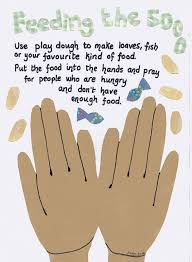 Feeding the 5000
Use play dough to make loaves, fish
or your favourite kind of food.
Put the food into the hands and pray
for people who are hungry
and don't have
enough food.